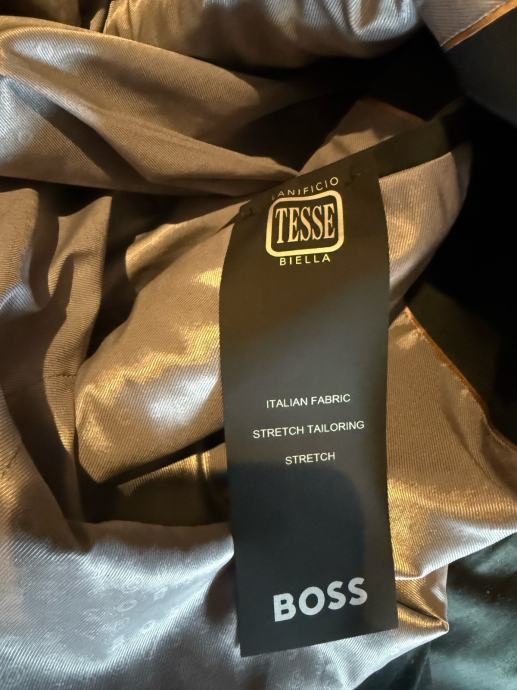 ANIFICIO
TESSE
BIELLA
ITALIAN FABRIC
STRETCH TAILORING
STRETCH
BOSS